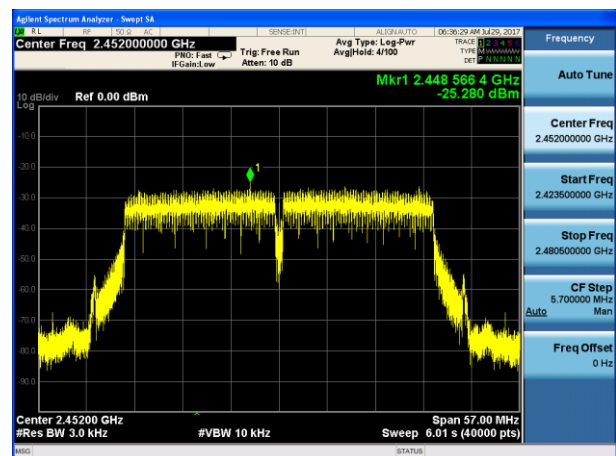 Agilent Spectrum Analyzer - Swept SA
RL RF 50 Ω AC SENSE:INT ALIGN AUTO 06:36:29 AM Jul 29, 2017
Center Freq 2.452000000 GHz
PNO: Fast
IFGain:Low
Trig: Free Run
Atten: 10 dB
Avg Type: Log-Pwr
Avg|Hold: 4/100
TRACE 1 2 3 4 5 6
TYPE M WWWWW
DET P N N N N N
Mkr1 2.448 566 4 GHz
-25.280 dBm
10 dB/div Ref 0.00 dBm
Log
-10.0
-20.0
-30.0
-40.0
-50.0
-60.0
-70.0
-80.0
-90.0
1
Center 2.45200 GHz Span 57.00 MHz
#Res BW 3.0 kHz #VBW 10 kHz Sweep 6.01 s (40000 pts)
MSG STATUS
Frequency
Auto Tune
Center Freq
2.452000000 GHz
Start Freq
2.423500000 GHz
Stop Freq
2.480500000 GHz
CF Step
5.700000 MHz
Auto Man
Freq Offset
0 Hz